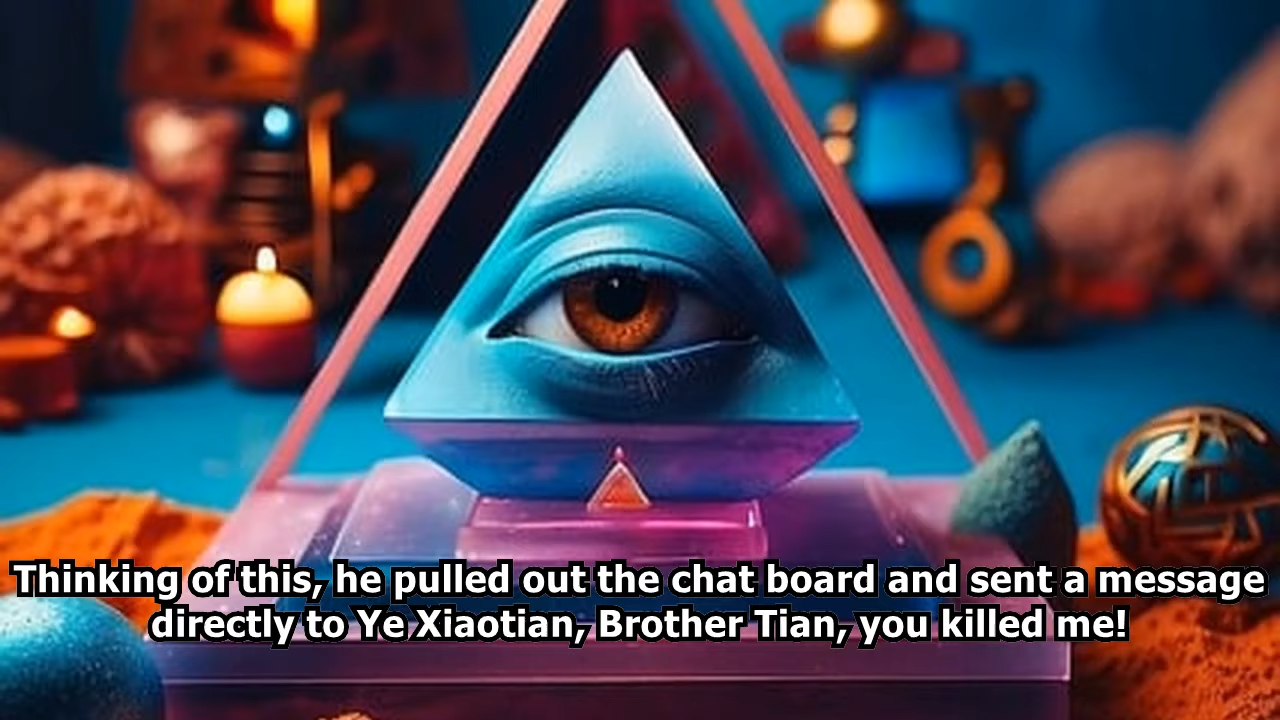 Thinking of this, he pulled out the chat board and sent a message
directly to Ye Xiaotian, Brother Tian, you killed me!